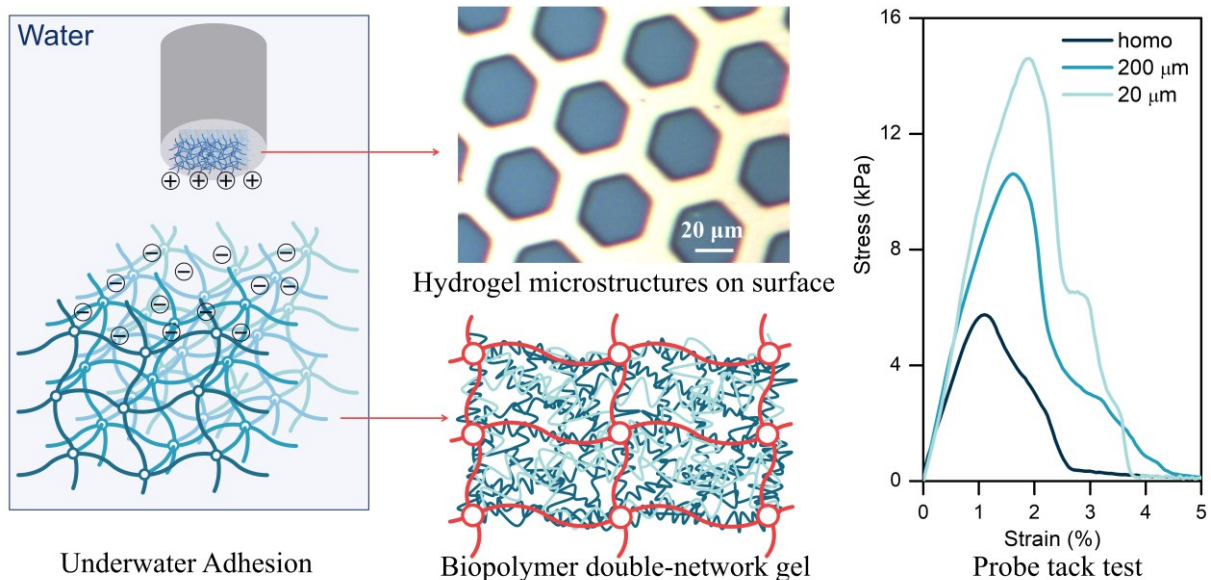 Water
+ + + +
− − − − − − − − − − −
Underwater Adhesion
20 μm
Hydrogel microstructures on surface
Biopolymer double-network gel
homo
200 μm
20 μm
Stress (kPa)
16
12
8
4
0
0 1 2 3 4 5
Strain (%)
Probe tack test